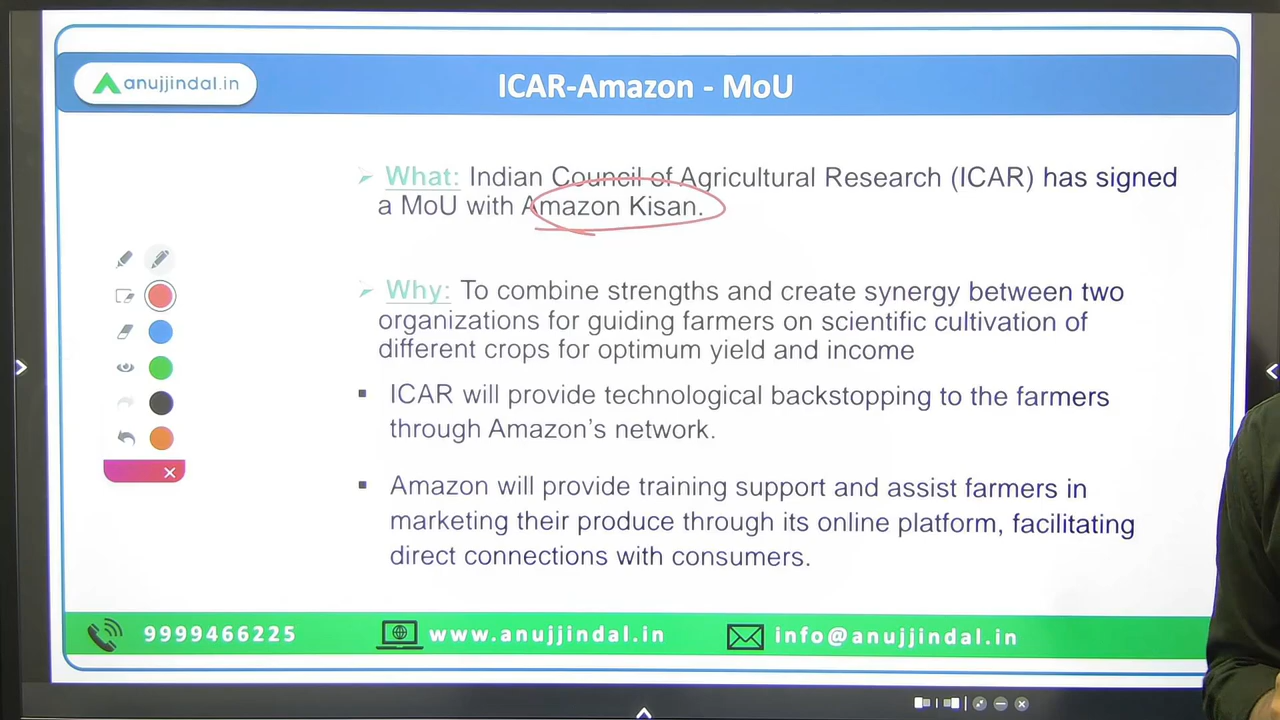 anujjindal.in
ICAR-Amazon - MoU
What: Indian Council of Agricultural Research (ICAR) has signed
a MoU with Amazon Kisan.
Why: To combine strengths and create synergy between two
organizations for guiding farmers on scientific cultivation of
different crops for optimum yield and income
ICAR will provide technological backstopping to the farmers
through Amazon's network.
Amazon will provide training support and assist farmers in
marketing their produce through its online platform, facilitating
direct connections with consumers.
9999466225 www.anujjindal.in info@anujjindal.in